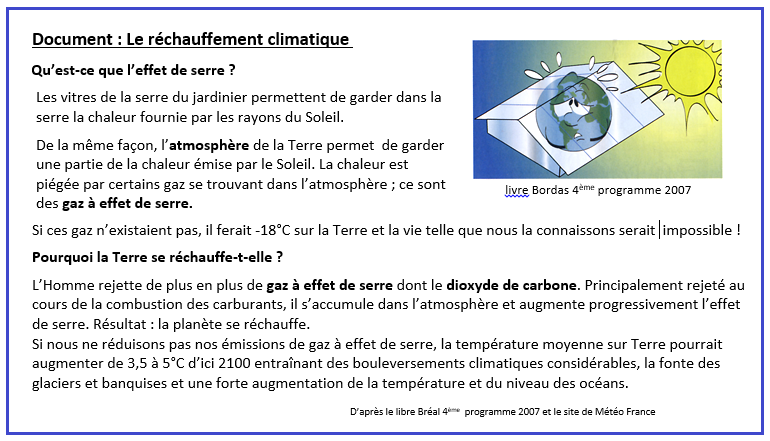 Document : Le réchauffement climatique
Qu’est-ce que l’effet de serre ?
Les vitres de la serre du jardinier permettent de garder dans la
serre la chaleur fournie par les rayons du Soleil.
De la même façon, l’atmosphère de la Terre permet de garder
une partie de la chaleur émise par le Soleil. La chaleur est
piégée par certains gaz se trouvant dans l’atmosphère ; ce sont
des gaz à effet de serre.
livre Bordas 4ème programme 2007
Si ces gaz n’existaient pas, il ferait -18°C sur la Terre et la vie telle que nous la connaissons serait impossible !
Pourquoi la Terre se réchauffe-t-elle ?
L’Homme rejette de plus en plus de gaz à effet de serre dont le dioxyde de carbone. Principalement rejeté au
cours de la combustion des carburants, il s’accumule dans l’atmosphère et augmente progressivement l’effet
de serre. Résultat : la planète se réchauffe.
Si nous ne réduisons pas nos émissions de gaz à effet de serre, la température moyenne sur Terre pourrait
augmenter de 3,5 à 5°C d’ici 2100 entraînant des bouleversements climatiques considérables, la fonte des
glaciers et banquises et une forte augmentation de la température et du niveau des océans.
D’après le livre Bréal 4ème programme 2007 et le site de Météo France